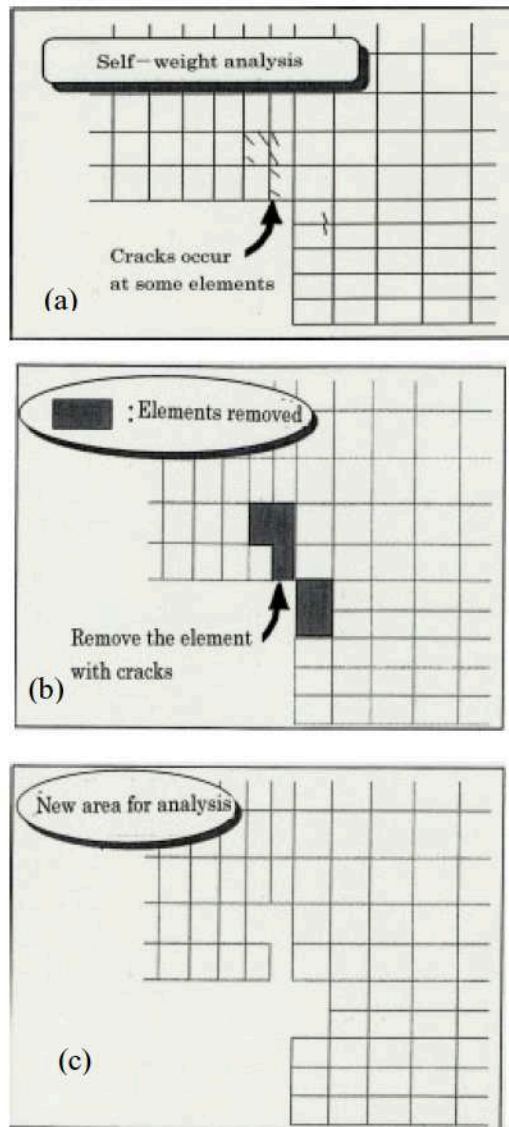 Self-weight analysis
Cracks occur
at some elements
(a)
: Elements removed
Remove the element
with cracks
(b)
New area for analysis
(c)